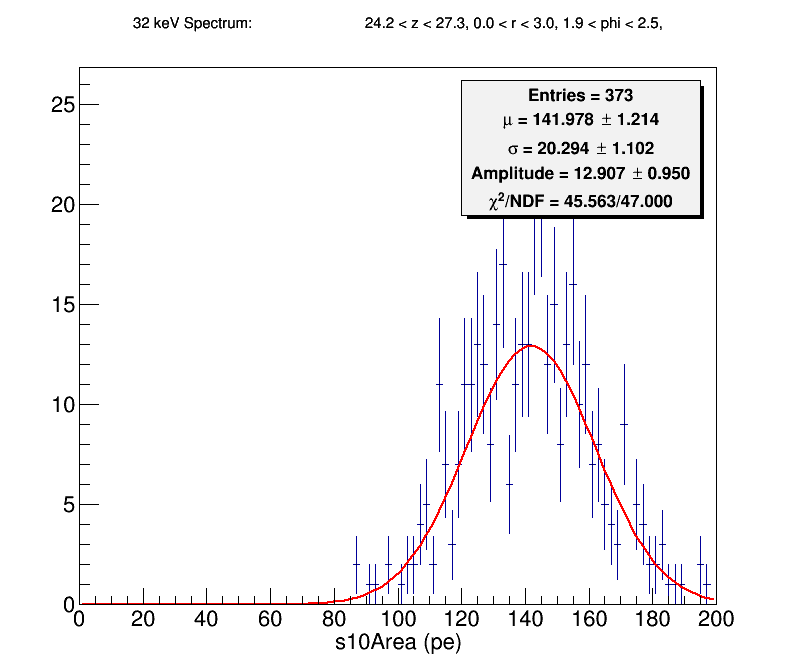 32 keV Spectrum: 24.2 < z < 27.3, 0.0 < r < 3.0, 1.9 < phi < 2.5,
Entries = 373
μ = 141.978 ± 1.214
σ = 20.294 ± 1.102
Amplitude = 12.907 ± 0.950
χ²/NDF = 45.563/47.000
25
20
15
10
5
0
0 20 40 60 80 100 120 140 160 180 200
s10Area (pe)